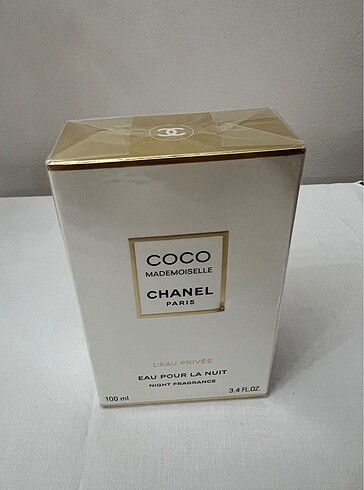 COCO
MADEMOISELLE
CHANEL
PARIS
L'EAU PRIVÉE
EAU POUR LA NUIT
NIGHT FRAGRANCE
100 ml 3.4 FL.OZ.